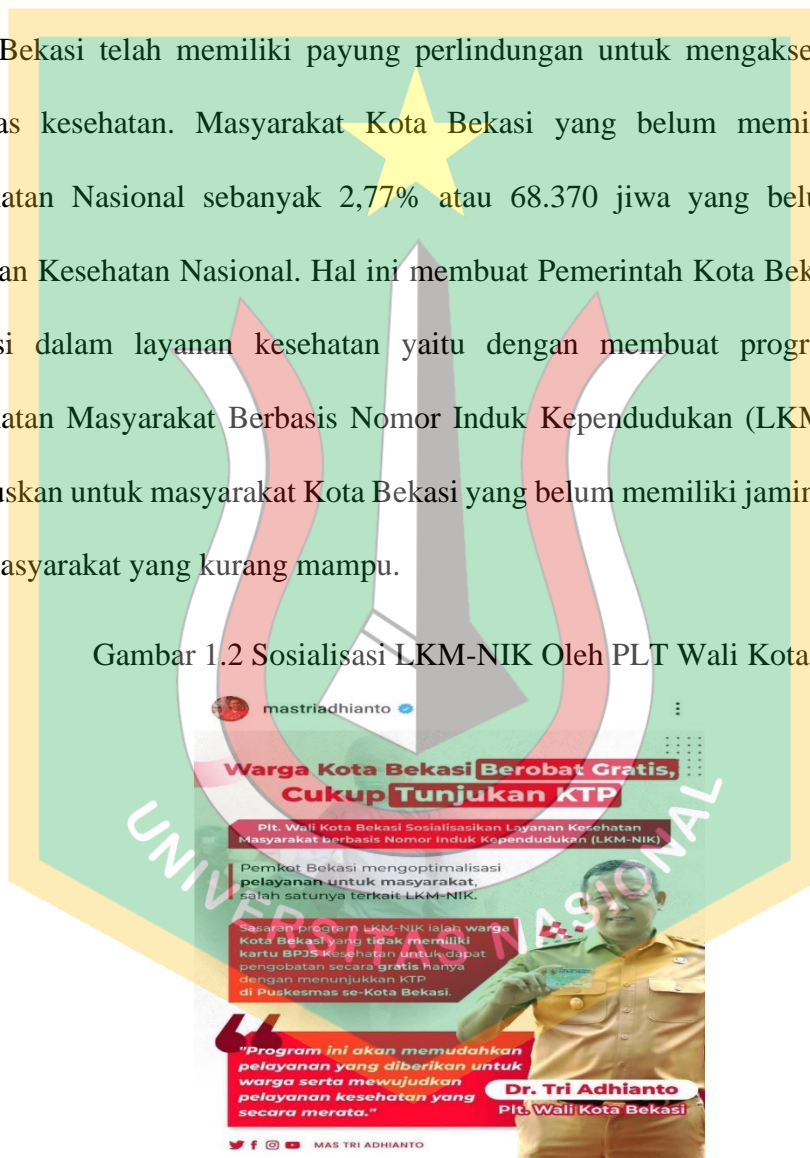 Bekasi telah memiliki payung perlindungan untuk mengakse
as kesehatan. Masyarakat Kota Bekasi yang belum memi
atan Nasional sebanyak 2,77% atau 68.370 jiwa yang bel
an Kesehatan Nasional. Hal ini membuat Pemerintah Kota Bek
si dalam layanan kesehatan yaitu dengan membuat progr
atan Masyarakat Berbasis Nomor Induk Kependudukan (LKM
uskan untuk masyarakat Kota Bekasi yang belum memiliki jamin
asyarakat yang kurang mampu.
Gambar 1.2 Sosialisasi LKM-NIK Oleh PLT Wali Kota
mastriadhianto
Warga Kota Bekasi Berobat Gratis,
Cukup Tunjukan KTP
Plt. Wali Kota Bekasi Sosialisasikan Layanan Kesehatan
Masyarakat berbasis Nomor Induk Kependudukan (LKM-NIK)
Pemkot Bekasi mengoptimalisasi
pelayanan untuk masyarakat,
salah satunya terkait LKM-NIK.
Sasaran program LKM-NIK ialah warga
Kota Bekasi yang tidak memiliki
kartu BPJS Kesehatan untuk dapat
pengobatan secara gratis hanya
dengan menunjukkan KTP
di Puskesmas se-Kota Bekasi.
"Program ini akan memudahkan
pelayanan yang diberikan untuk
warga serta mewujudkan
pelayanan kesehatan yang
secara merata."
Dr. Tri Adhianto
Plt. Wali Kota Bekasi
MAS TRI ADHIANTO
UNIVERSITAS NASIONAL